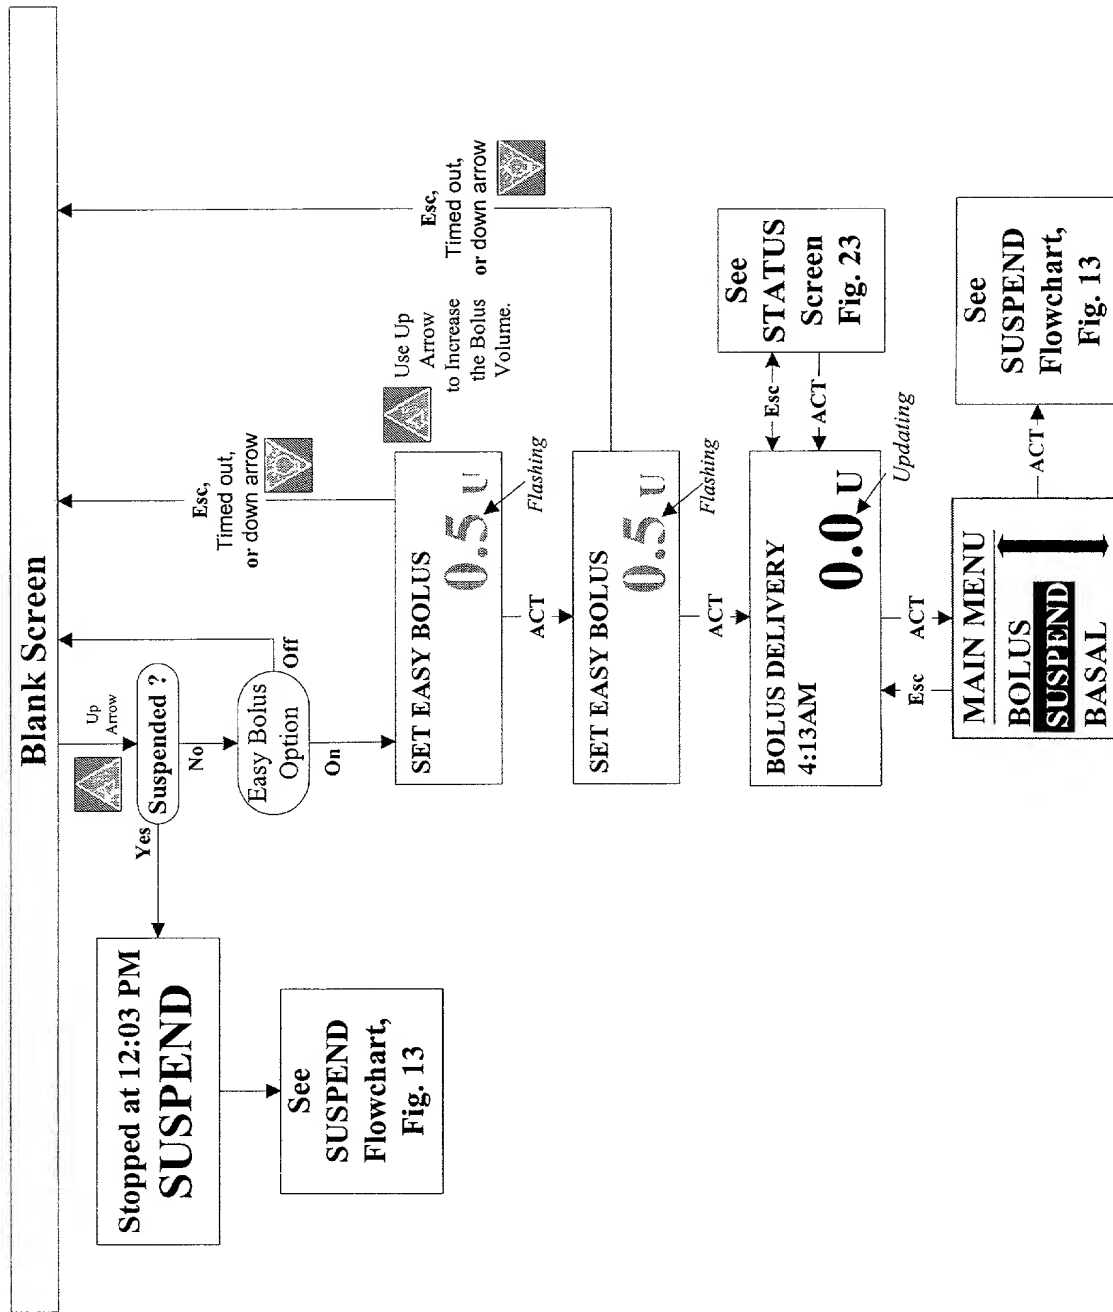 Blank Screen
Up
Arrow
Suspended ?
Yes
No
Easy Bolus
Option
Off
On
Stopped at 12:03 PM
SUSPEND
See
SUSPEND
Flowchart,
Fig. 13
Esc,
Timed out,
or down arrow
SET EASY BOLUS
0.5 U
Flashing
Use Up
Arrow
to Increase
the Bolus
Volume.
ACT
Esc,
Timed out,
or down arrow
SET EASY BOLUS
0.5 U
Flashing
ACT
BOLUS DELIVERY
4:13AM
0.0 U
Updating
Esc
ACT
See
STATUS
Screen
Fig. 23
Esc
ACT
MAIN MENU
BOLUS
SUSPEND
BASAL
ACT
See
SUSPEND
Flowchart,
Fig. 13